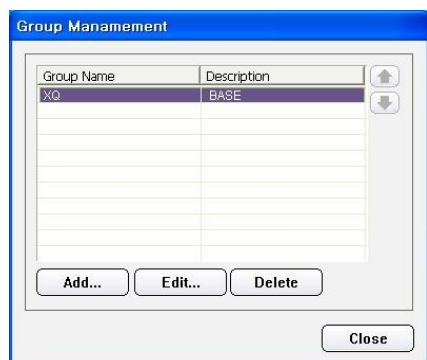 Group Manamement
Group Name Description
XQ BASE
Add... Edit... Delete
Close